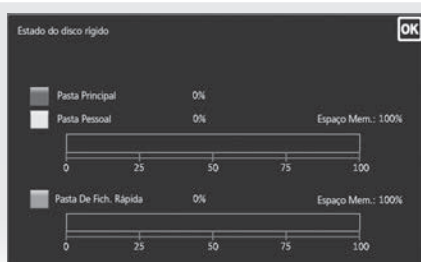 Estado do disco rígido OK
Pasta Principal 0%
Pasta Pessoal 0% Espaço Mem.: 100%
0 25 50 75 100
Pasta De Fich. Rápida 0% Espaço Mem.: 100%
0 25 50 75 100